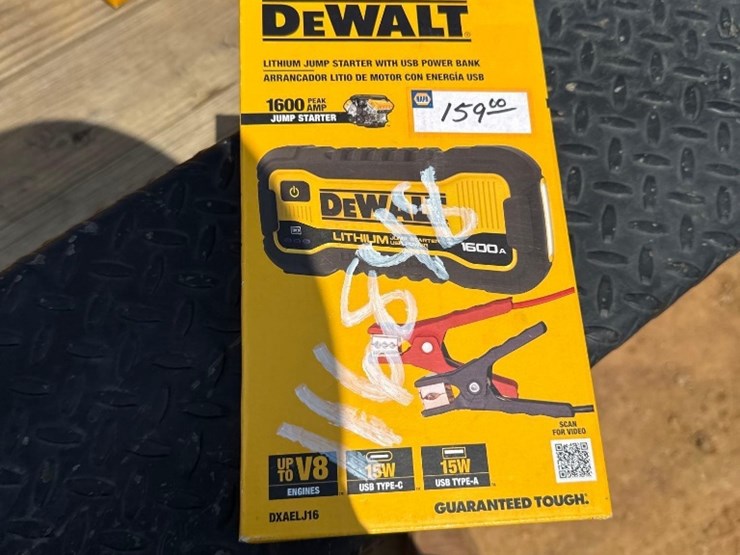 DEWALT
LITHIUM JUMP STARTER WITH USB POWER BANK
ARRANCADOR LITIO DE MOTOR CON ENERGÍA USB
1600 PEAK AMP
JUMP STARTER
NAPA
159.00
DEWALT
LITHIUM JUMP STARTER
1600A
UP TO V8
ENGINES
15W
USB TYPE-C
15W
USB TYPE-A
SCAN
FOR VIDEO
DXAELJ16
GUARANTEED TOUGH.